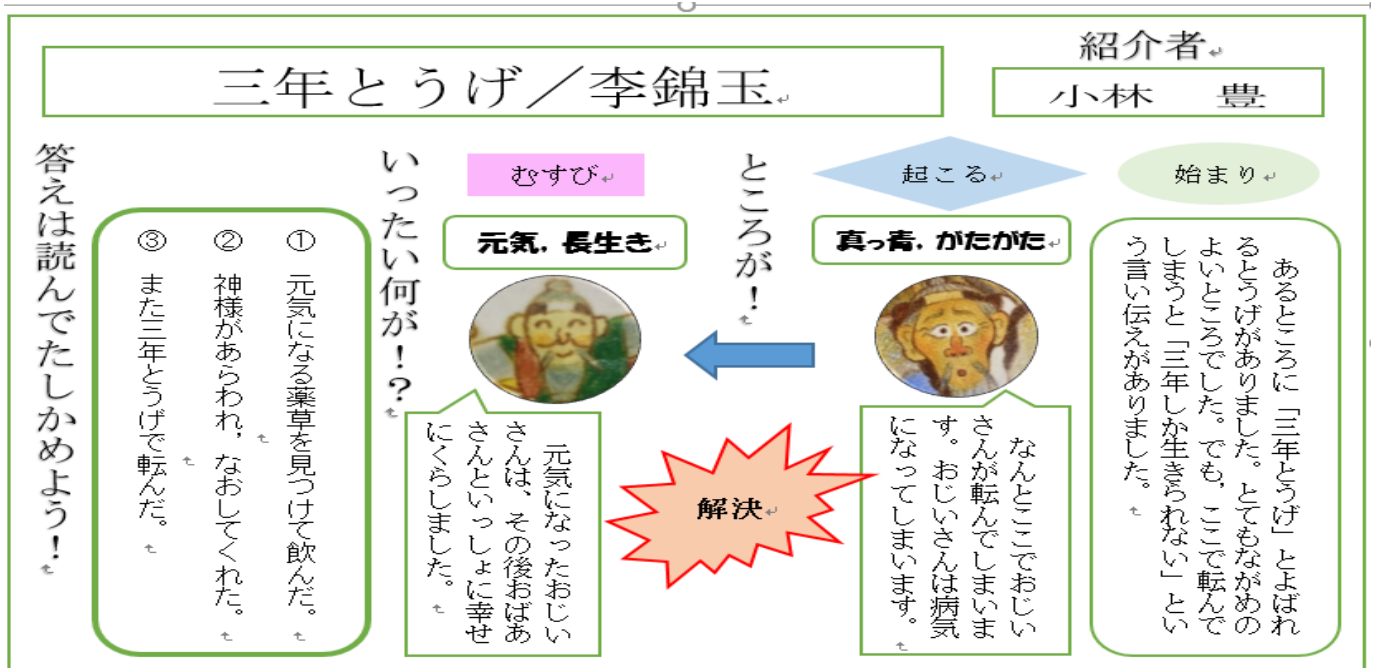 三年とうげ／李錦玉
紹介者
小林　豊
始まり
あるところに「三年とうげ」とよばれ
るとうげがありました。とてもながめの
よいところでした。でも，ここで転んで
しまうと「三年しか生きられない」とい
う言い伝えがありました。
起こる
真っ青，がたがた
なんとここでおじい
さんが転んでしまいま
す。おじいさんは病気
になってしまいます。
ところが！
解決
むすび
元気，長生き
元気になったおじい
さんは、その後おばあ
さんといっしょに幸せ
にくらしました。
いったい何が！？
①　元気になる薬草を見つけて飲んだ。
②　神様があらわれ，なおしてくれた。
③　また三年とうげで転んだ。
答えは読んでたしかめよう！